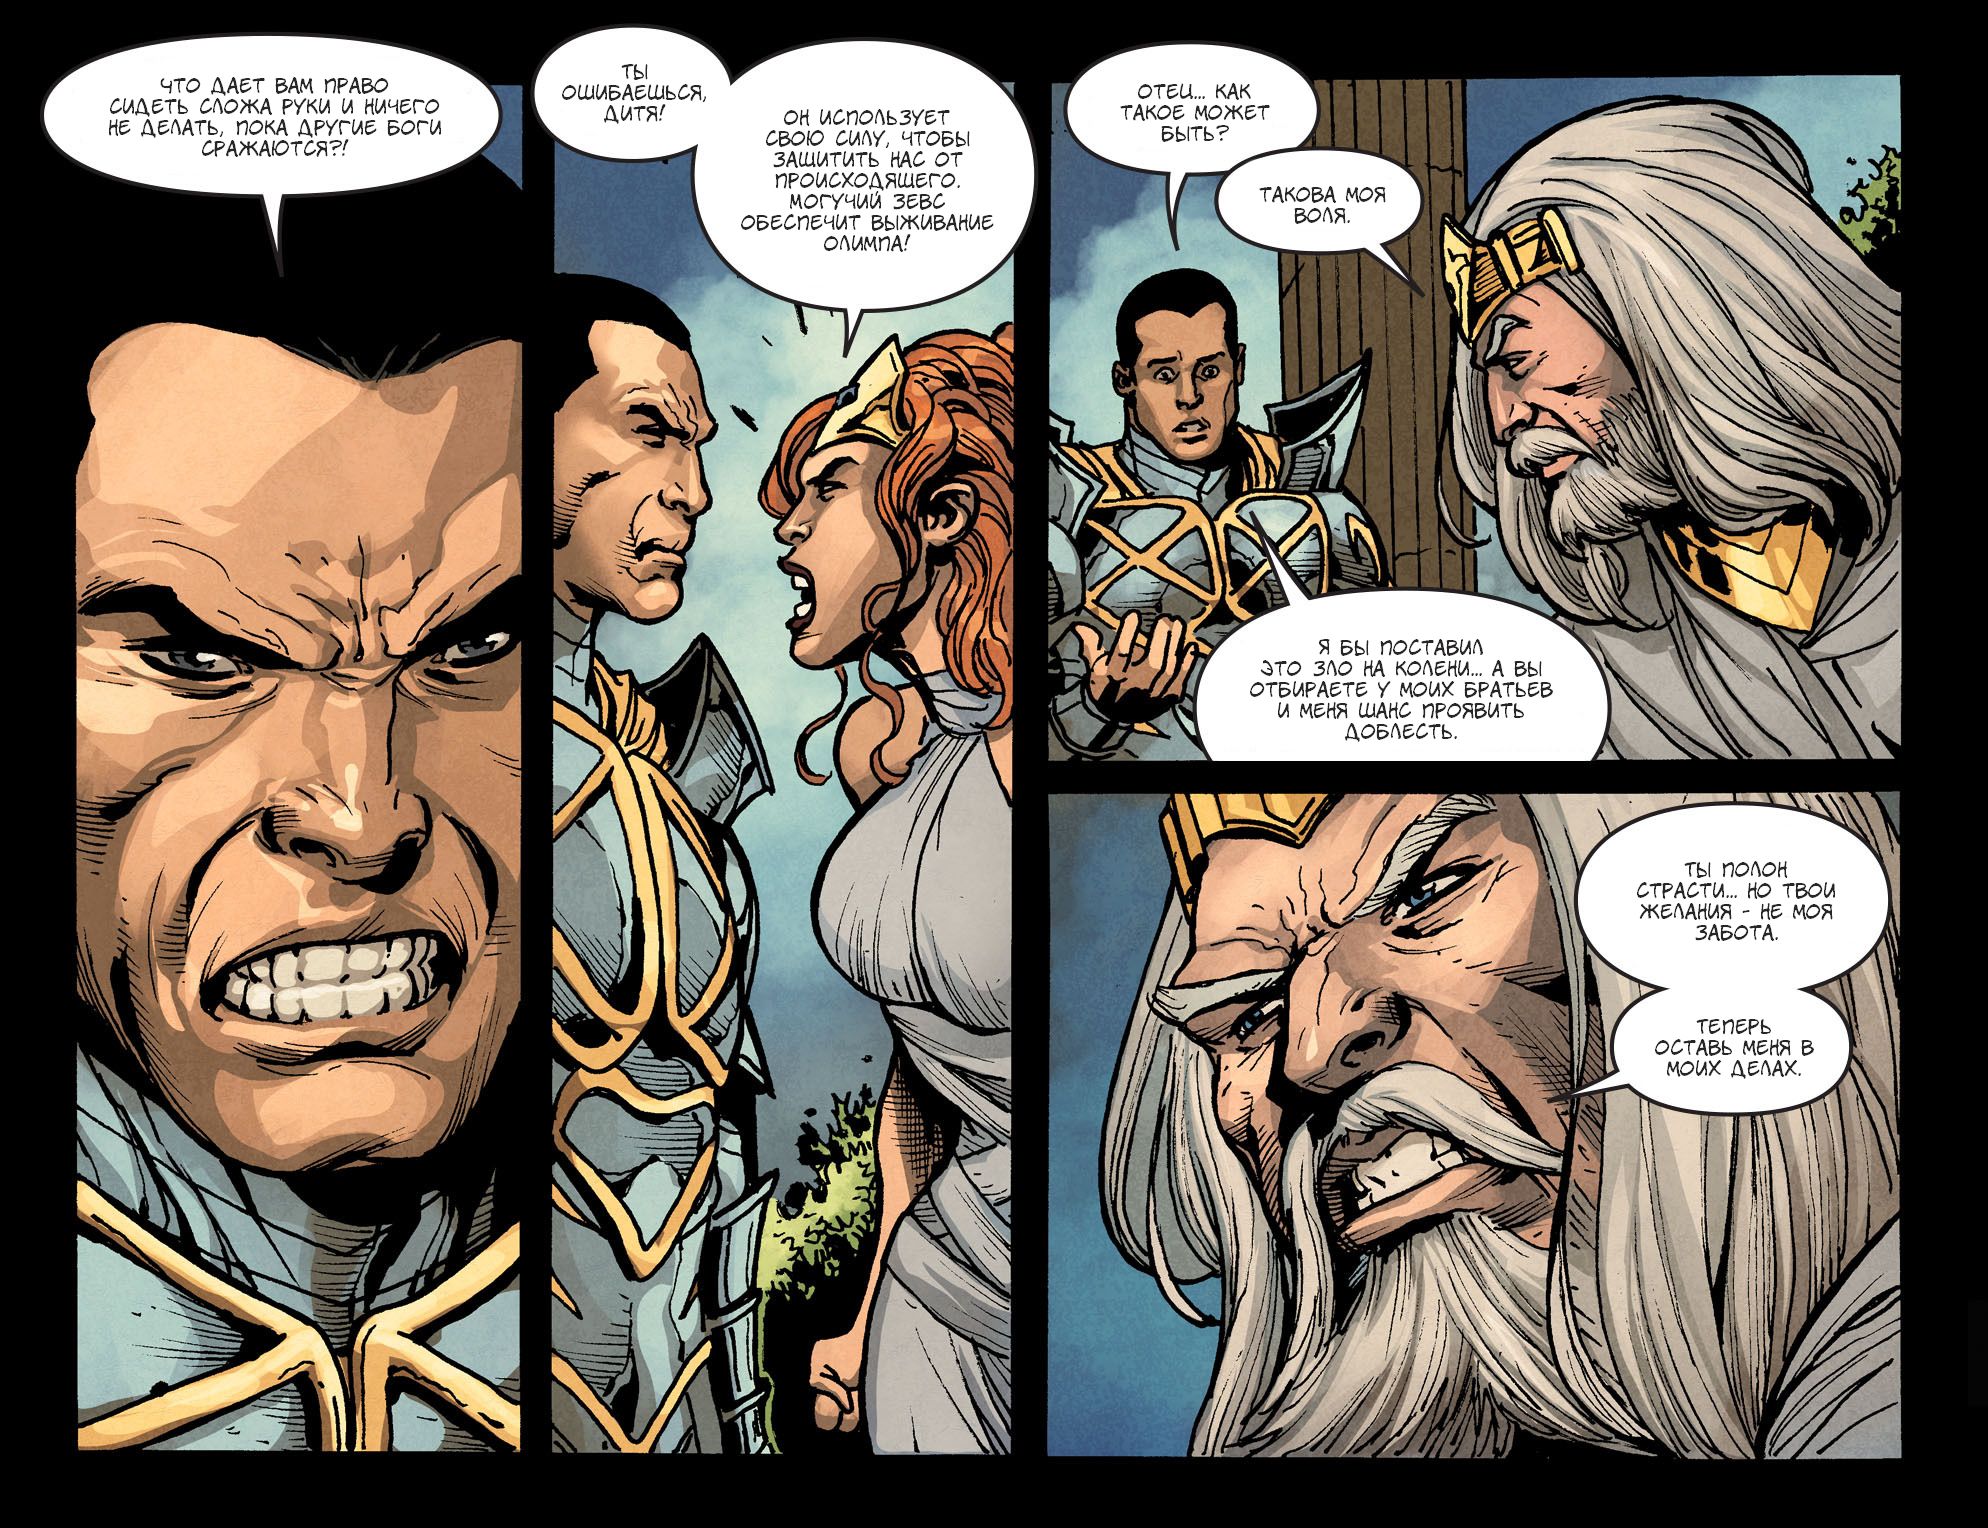 ЧТО ДАЕТ ВАМ ПРАВО
СИДЕТЬ СЛОЖА РУКИ И НИЧЕГО
НЕ ДЕЛАТЬ, ПОКА ДРУГИЕ БОГИ
СРАЖАЮТСЯ?!
ТЫ
ОШИБАЕШЬСЯ,
ДИТЯ!
ОН ИСПОЛЬЗУЕТ
СВОЮ СИЛУ, ЧТОБЫ
ЗАЩИТИТЬ НАС ОТ
ПРОИСХОДЯЩЕГО.
МОГУЧИЙ ЗЕВС
ОБЕСПЕЧИТ ВЫЖИВАНИЕ
ОЛИМПА!
ОТЕЦ... КАК
ТАКОЕ МОЖЕТ
БЫТЬ?
ТАКОВА МОЯ
ВОЛЯ.
Я БЫ ПОСТАВИЛ
ЭТО ЗЛО НА КОЛЕНИ... А ВЫ
ОТБИРАЕТЕ У МОИХ БРАТЬЕВ
И МЕНЯ ШАНС ПРОЯВИТЬ
ДОБЛЕСТЬ.
ТЫ ПОЛОН
СТРАСТИ... НО ТВОИ
ЖЕЛАНИЯ - НЕ МОЯ
ЗАБОТА.
ТЕПЕРЬ
ОСТАВЬ МЕНЯ В
МОИХ ДЕЛАХ.